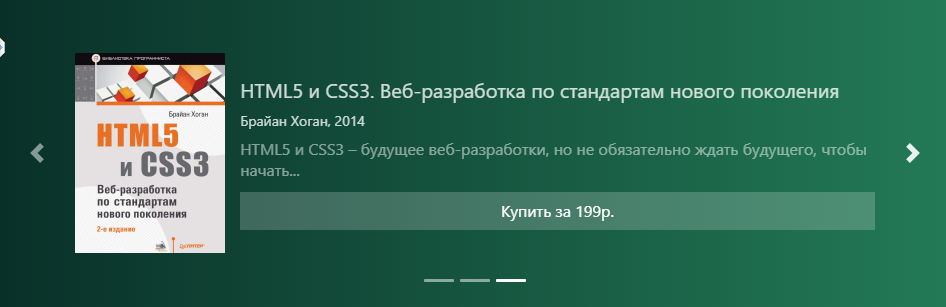 БИБЛИОТЕКА ПРОГРАММИСТА
Брайан Хоган
HTML5
и CSS3
Веб-разработка
по стандартам
нового поколения
2-е издание
ПИТЕР
HTML5 и CSS3. Веб-разработка по стандартам нового поколения
Брайан Хоган, 2014
HTML5 и CSS3 – будущее веб-разработки, но не обязательно ждать будущего, чтобы
начать...
Купить за 199р.